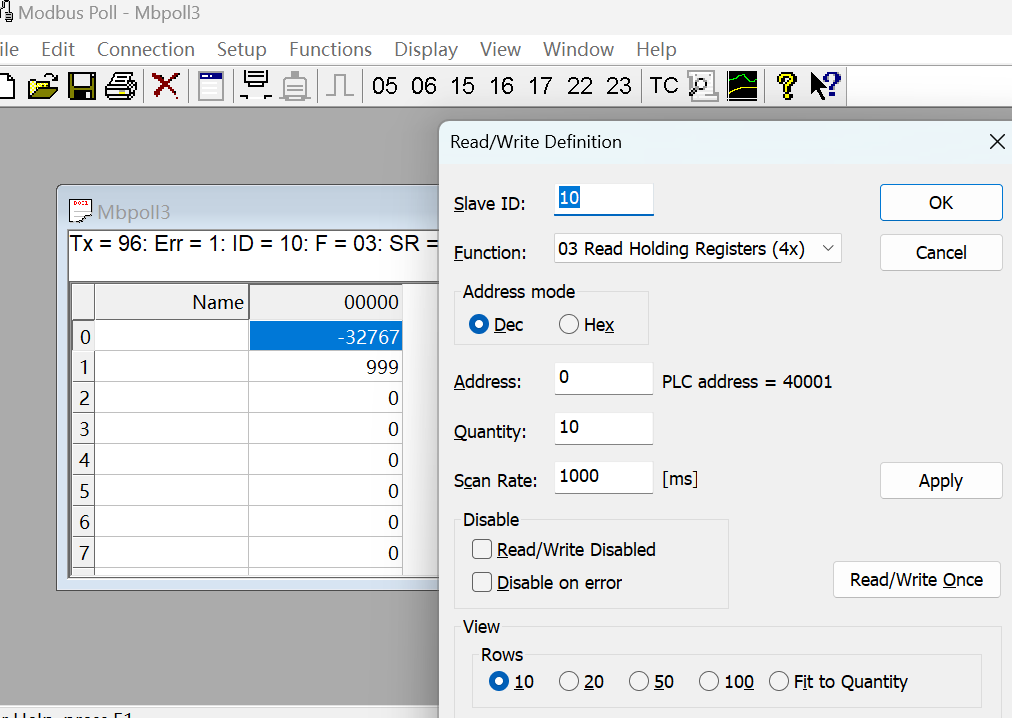 Modbus Poll - Mbpoll3
ile Edit Connection Setup Functions Display View Window Help
05 06 15 16 17 22 23 TC
Read/Write Definition
Mbpoll3
Tx = 96: Err = 1: ID = 10: F = 03: SR =
Name 00000
0 -32767
1 999
2 0
3 0
4 0
5 0
6 0
7 0
Slave ID: 10
OK
Function: 03 Read Holding Registers (4x)
Cancel
Address mode
Dec Hex
Address: 0 PLC address = 40001
Quantity: 10
Scan Rate: 1000 [ms]
Apply
Disable
Read/Write Disabled
Disable on error
Read/Write Once
View
Rows
10 20 50 100 Fit to Quantity
r Help, press F1